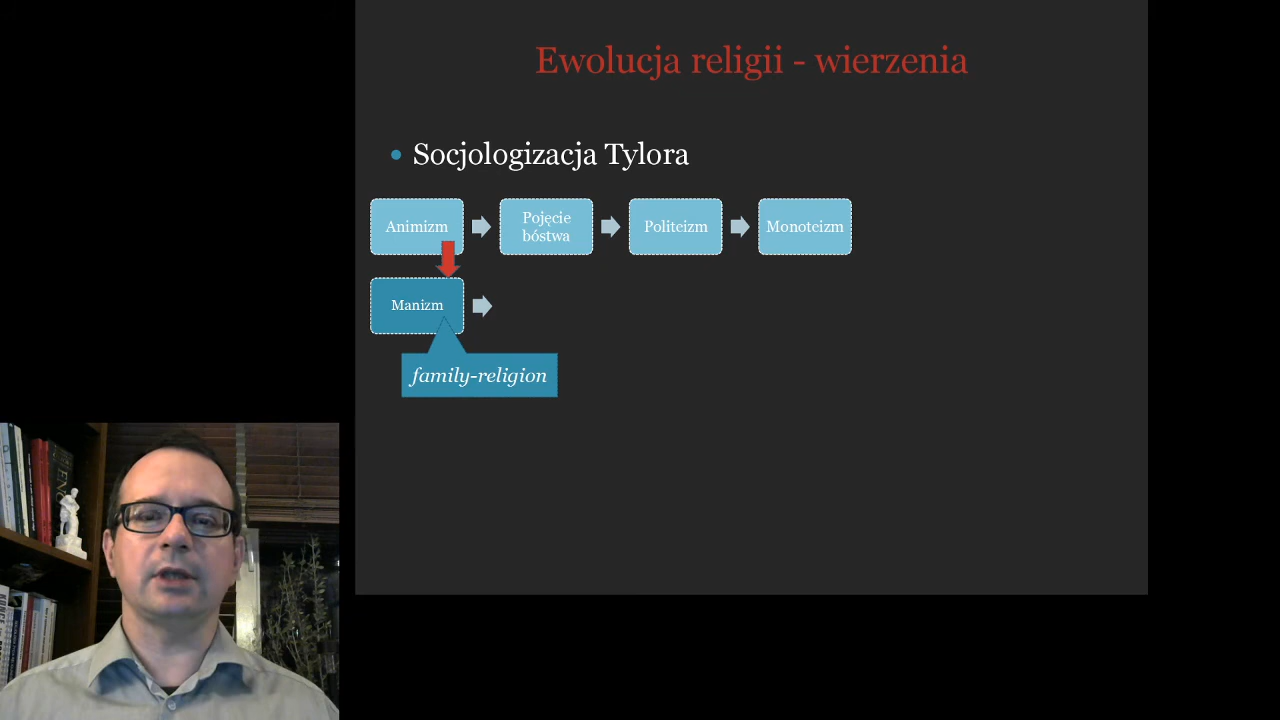 Ewolucja religii - wierzenia
Socjologizacja Tylora
Animizm
Pojęcie
bóstwa
Politeizm
Monoteizm
Manizm
family-religion